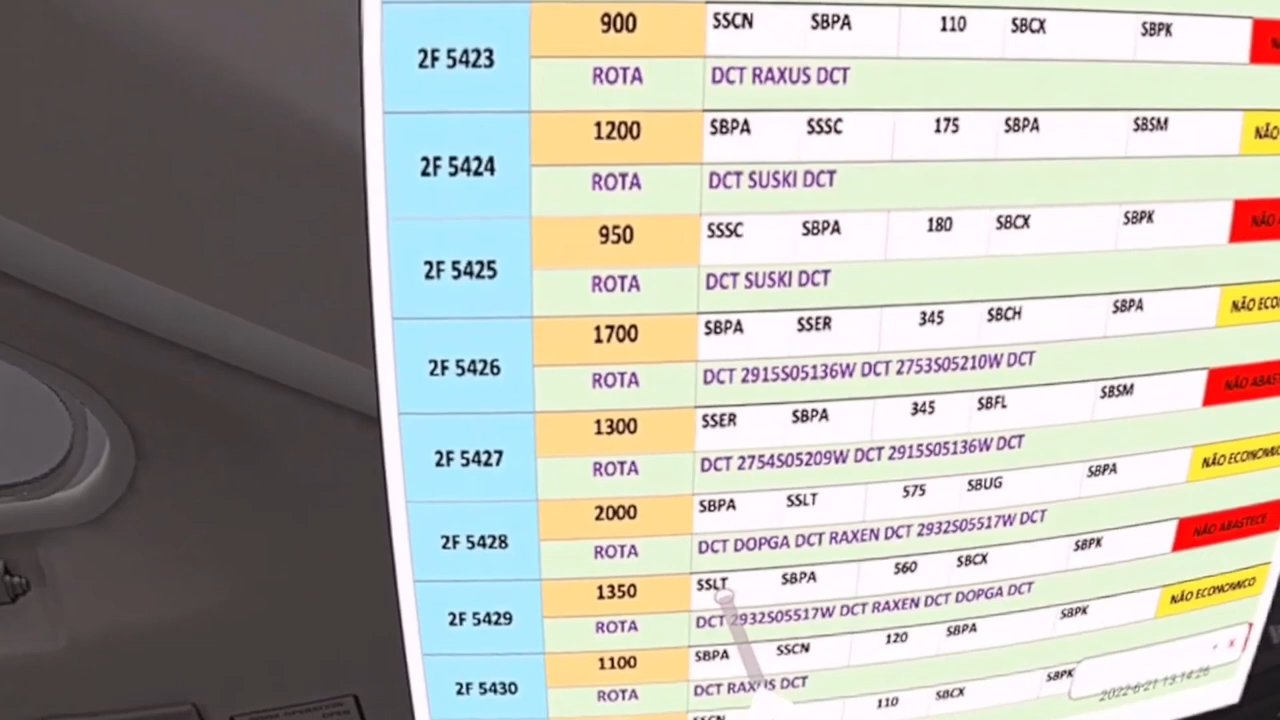 2F 5423 900 SSCN SBPA 110 SBCX SBPK
ROTA DCT RAXUS DCT
2F 5424 1200 SBPA SSSC 175 SBPA SBSM NÃO
ROTA DCT SUSKI DCT
2F 5425 950 SSSC SBPA 180 SBCX SBPK NÃO
ROTA DCT SUSKI DCT
2F 5426 1700 SBPA SSER 345 SBCH SBPA NÃO ECO
ROTA DCT 2915S05136W DCT 2753S05210W DCT
2F 5427 1300 SSER SBPA 345 SBFL SBSM NÃO ABAST
ROTA DCT 2754S05209W DCT 2915S05136W DCT
2F 5428 2000 SBPA SSLT 575 SBUG SBPA NÃO ECONOMIC
ROTA DCT DOPGA DCT RAXEN DCT 2932S05517W DCT
2F 5429 1350 SSLT SBPA 560 SBCX SBPK NÃO ABASTECE
ROTA DCT 2932S05517W DCT RAXEN DCT DOPGA DCT
2F 5430 1100 SBPA SSCN 120 SBPA SBPK NÃO ECONOMICO
ROTA DCT RAXUS DCT
SSCN 110 SBCX SBPK
2022-6-21 13:14:26